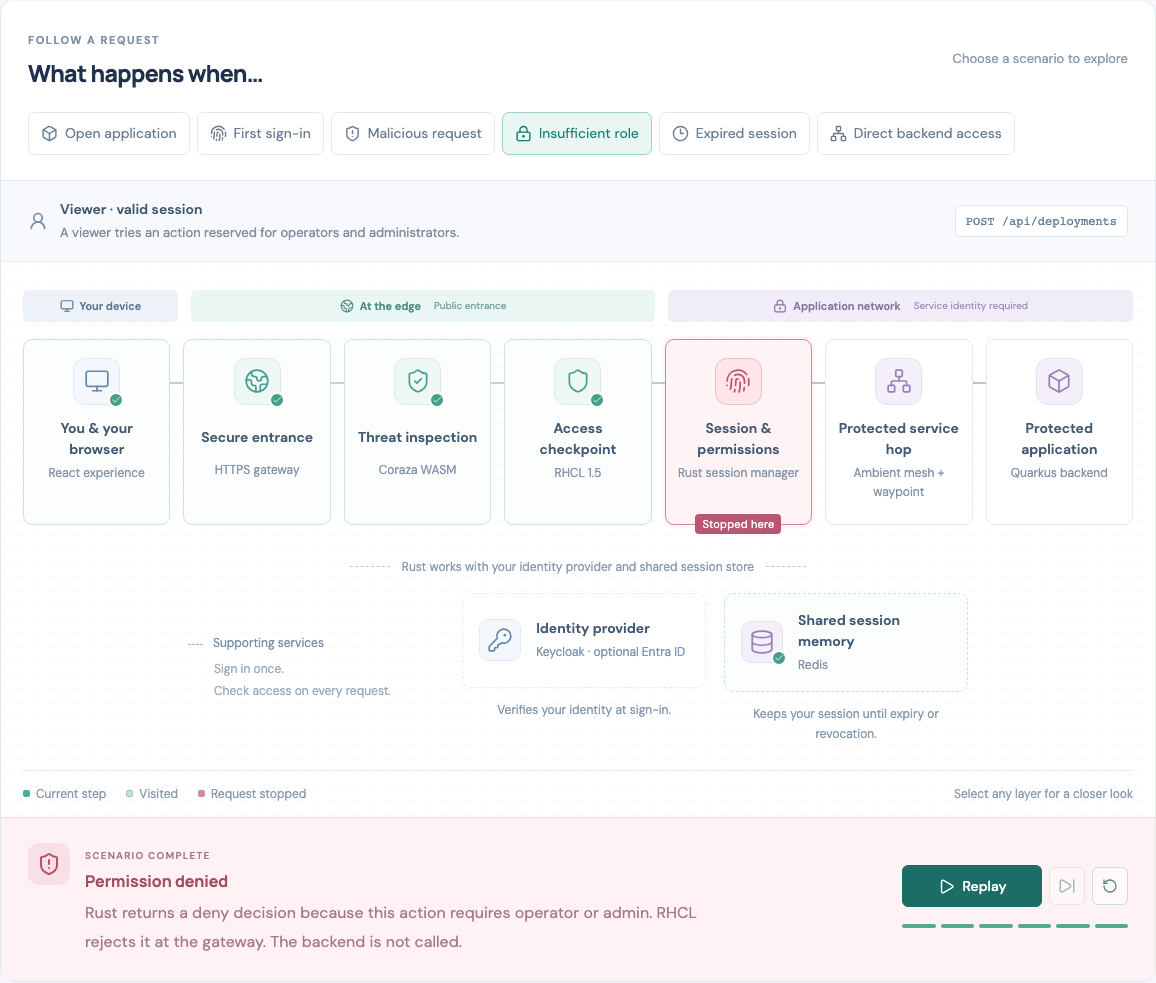 FOLLOW A REQUEST
What happens when...
Choose a scenario to explore
Open application
First sign-in
Malicious request
Insufficient role
Expired session
Direct backend access
Viewer · valid session
A viewer tries an action reserved for operators and administrators.
POST /api/deployments
Your device
At the edge Public entrance
Application network Service identity required
You & your
browser
React experience
Secure entrance
HTTPS gateway
Threat inspection
Coraza WASM
Access
checkpoint
RHCL 1.5
Session &
permissions
Rust session manager
Stopped here
Protected service
hop
Ambient mesh +
waypoint
Protected
application
Quarkus backend
Rust works with your identity provider and shared session store
Supporting services
Sign in once.
Check access on every request.
Identity provider
Keycloak · optional Entra ID
Verifies your identity at sign-in.
Shared session
memory
Redis
Keeps your session until expiry or
revocation.
Current step
Visited
Request stopped
Select any layer for a closer look
SCENARIO COMPLETE
Permission denied
Rust returns a deny decision because this action requires operator or admin. RHCL
rejects it at the gateway. The backend is not called.
Replay